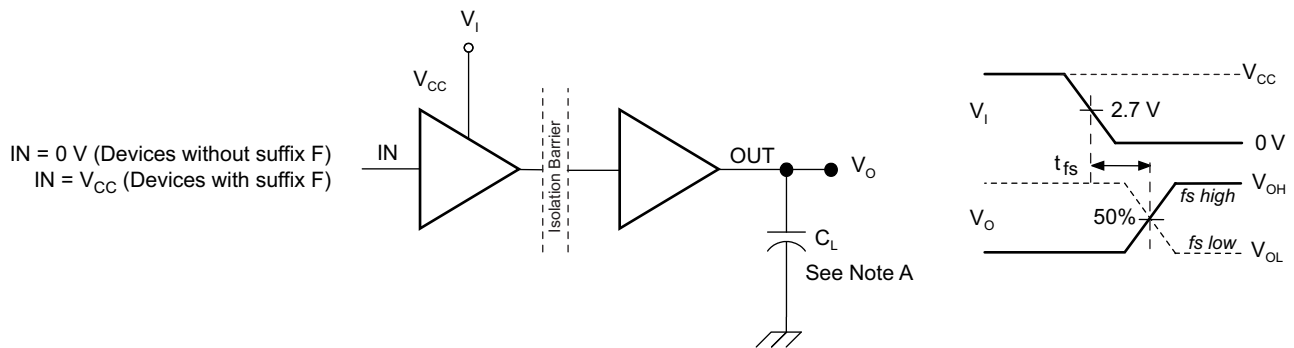 V_I
V_CC
IN = 0 V (Devices without suffix F)
IN = V_CC (Devices with suffix F)
IN
Isolation Barrier
OUT
V_O
C_L
See Note A
V_CC
V_I
2.7 V
0 V
t_fs
V_OH
fs high
V_O
50%
fs low
V_OL